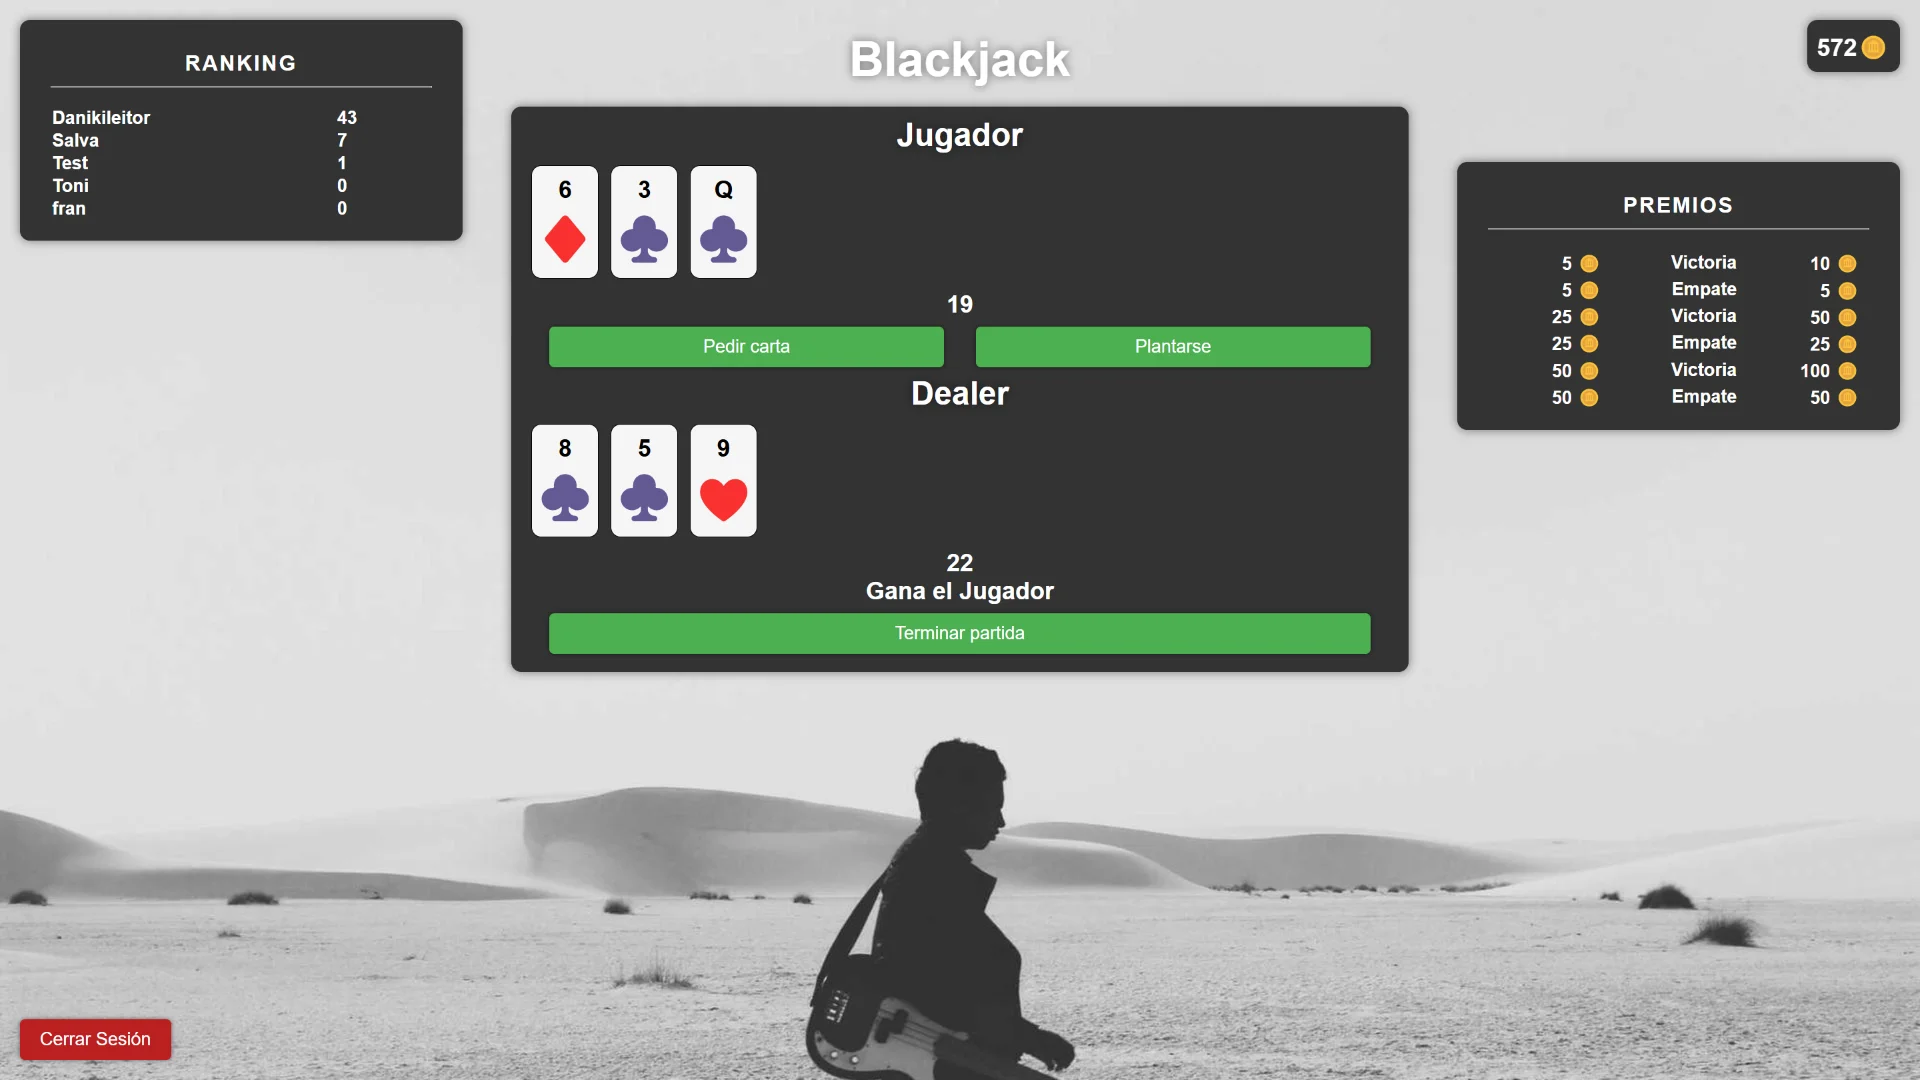 RANKING
Danikileitor 43
Salva 7
Test 1
Toni 0
fran 0
Blackjack
Jugador
6 3 Q
19
Pedir carta Plantarse
Dealer
8 5 9
22
Gana el Jugador
Terminar partida
572
PREMIOS
5 Victoria 10
5 Empate 5
25 Victoria 50
25 Empate 25
50 Victoria 100
50 Empate 50
Cerrar Sesión